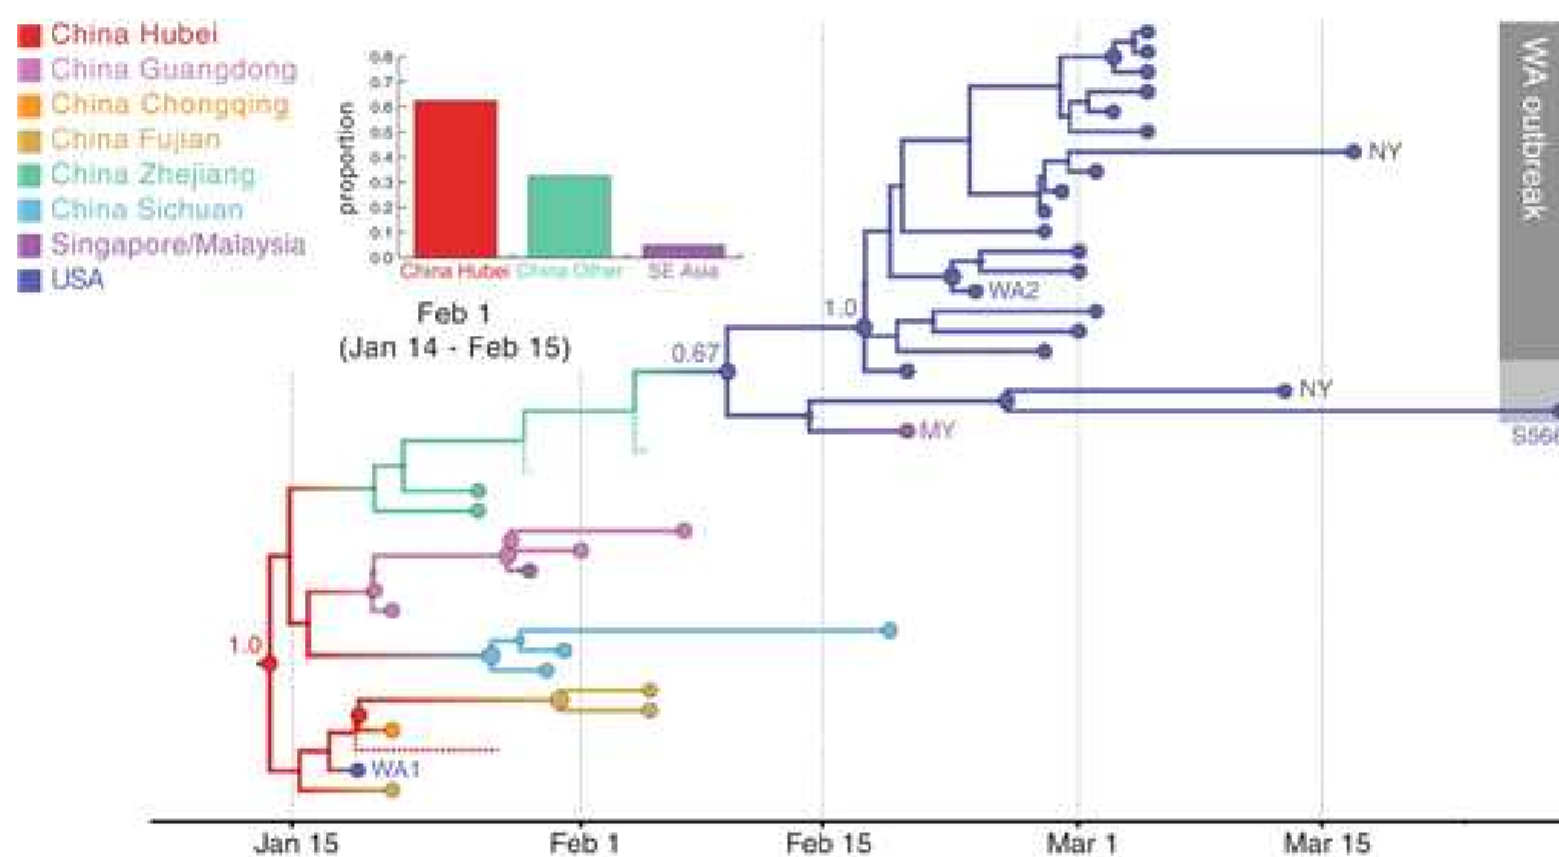 China Hubei
China Guangdong
China Chongqing
China Fujian
China Zhejiang
China Sichuan
Singapore/Malaysia
USA
proportion
0.8
0.7
0.6
0.5
0.4
0.3
0.2
0.1
0.0
China Hubei China Other SE Asia
Feb 1
(Jan 14 - Feb 15)
WA outbreak
NY
WA2
1.0
0.67
NY
MY
1.0
WA1
Jan 15 Feb 1 Feb 15 Mar 1 Mar 15